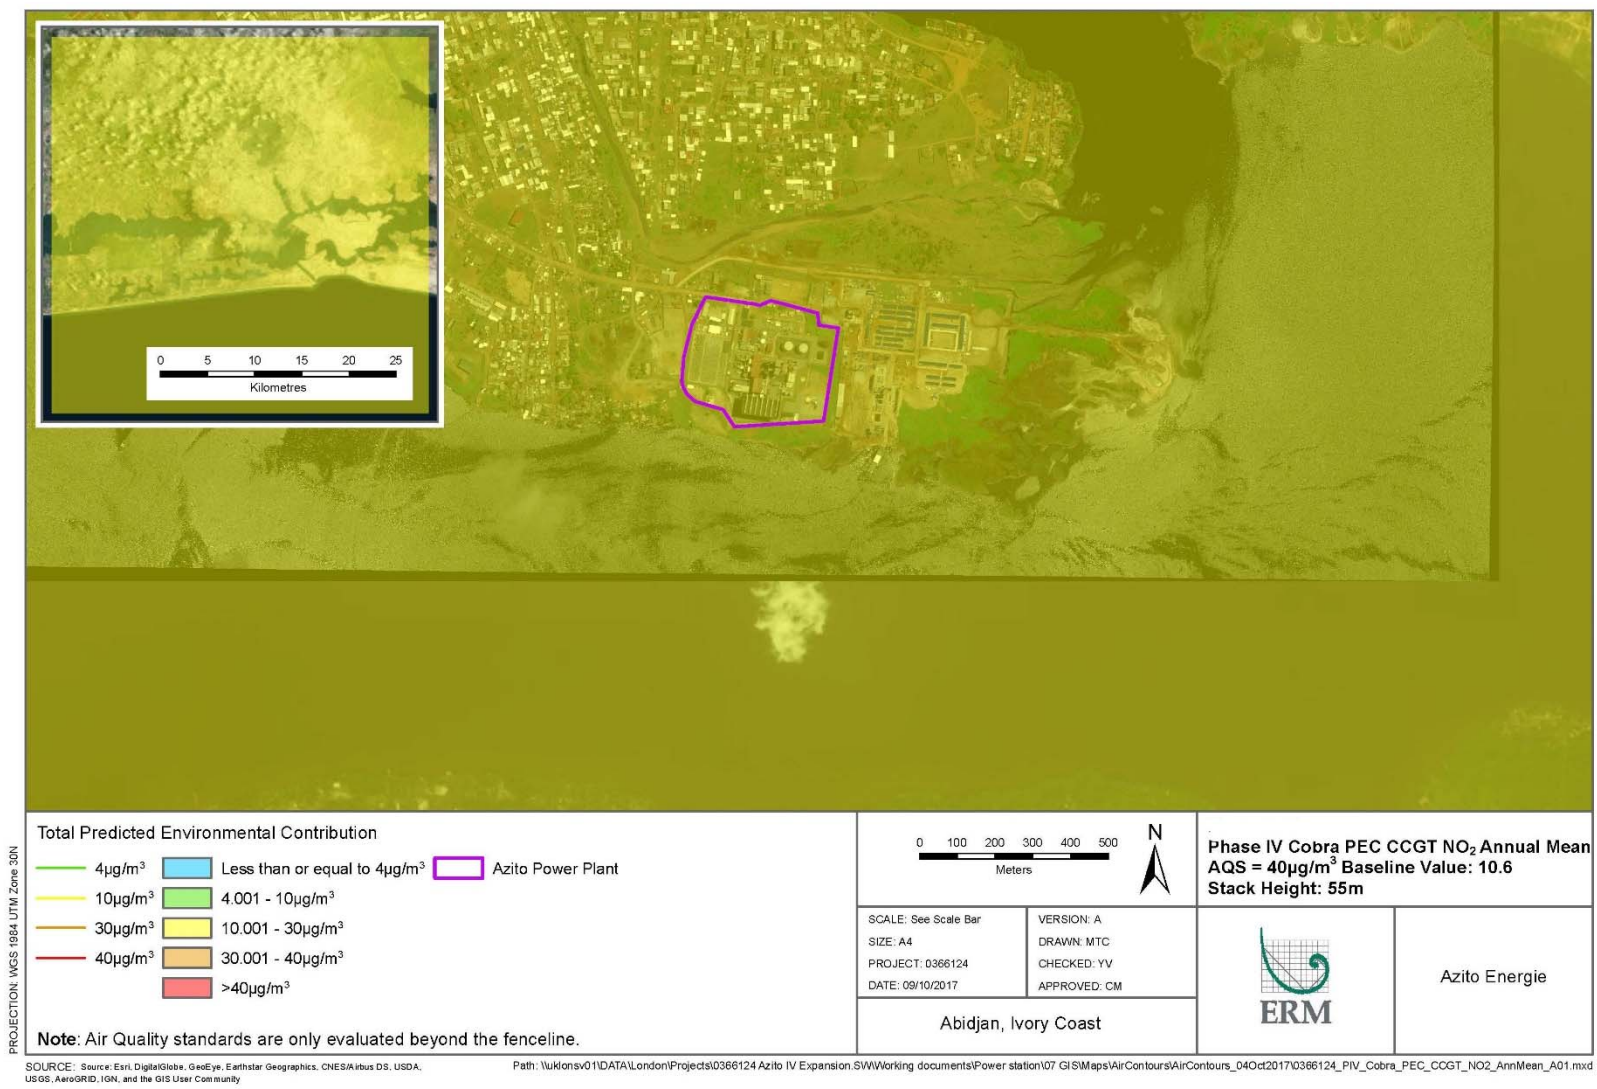 0 5 10 15 20 25
Kilometres
PROJECTION: WGS 1984 UTM Zone 30N
Total Predicted Environmental Contribution
4µg/m³ Less than or equal to 4µg/m³ Azito Power Plant
10µg/m³ 4.001 - 10µg/m³
30µg/m³ 10.001 - 30µg/m³
40µg/m³ 30.001 - 40µg/m³
>40µg/m³
Note: Air Quality standards are only evaluated beyond the fenceline.
0 100 200 300 400 500
Meters
N
SCALE: See Scale Bar
SIZE: A4
PROJECT: 0366124
DATE: 09/10/2017
VERSION: A
DRAWN: MTC
CHECKED: YV
APPROVED: CM
Abidjan, Ivory Coast
Phase IV Cobra PEC CCGT NO₂ Annual Mean
AQS = 40µg/m³ Baseline Value: 10.6
Stack Height: 55m
ERM
Azito Energie
SOURCE: Source: Esri, DigitalGlobe, GeoEye, Earthstar Geographics, CNES/Airbus DS, USDA,
USGS, AeroGRID, IGN, and the GIS User Community
Path: \\uklonsv01\DATA\London\Projects\0366124 Azito IV Expansion.SW\Working documents\Power station\07 GIS\Maps\AirContours\AirContours_04Oct2017\0366124_PIV_Cobra_PEC_CCGT_NO2_AnnMean_A01.mxd